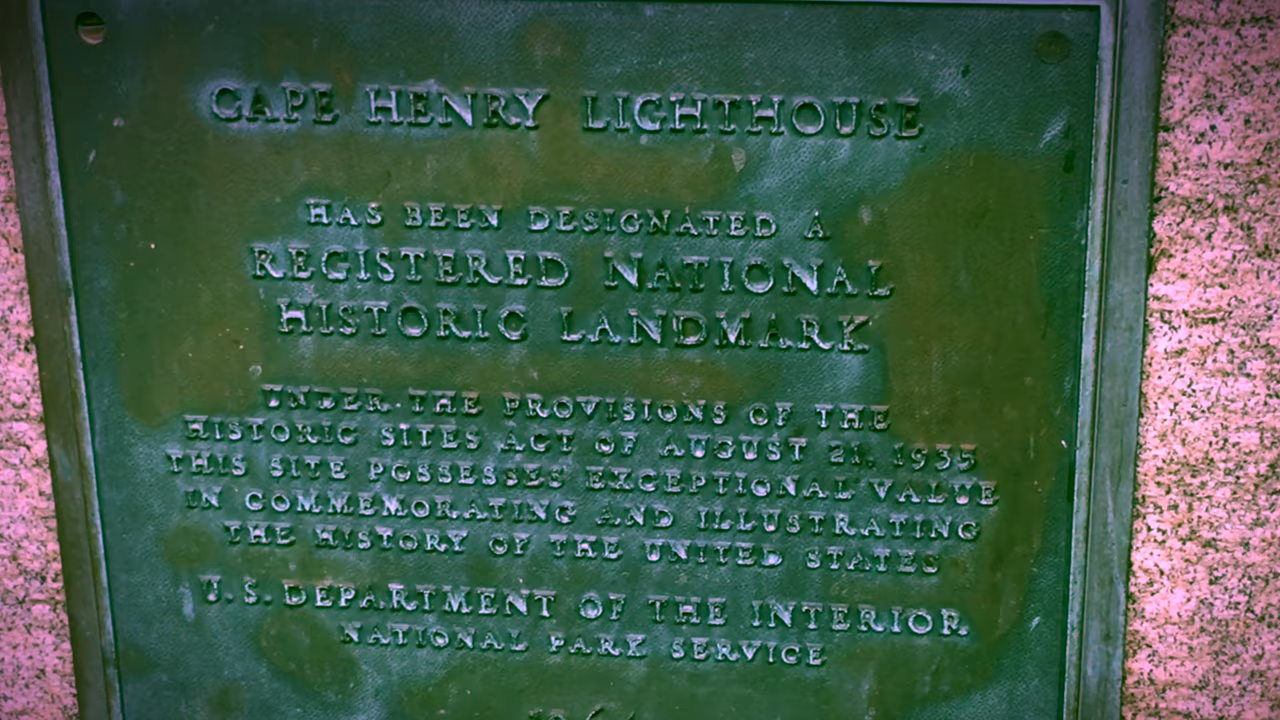 CAPE HENRY LIGHTHOUSE
HAS BEEN DESIGNATED A
REGISTERED NATIONAL
HISTORIC LANDMARK
UNDER THE PROVISIONS OF THE
HISTORIC SITES ACT OF AUGUST 21, 1935
THIS SITE POSSESSES EXCEPTIONAL VALUE
IN COMMEMORATING AND ILLUSTRATING
THE HISTORY OF THE UNITED STATES
U.S. DEPARTMENT OF THE INTERIOR
NATIONAL PARK SERVICE